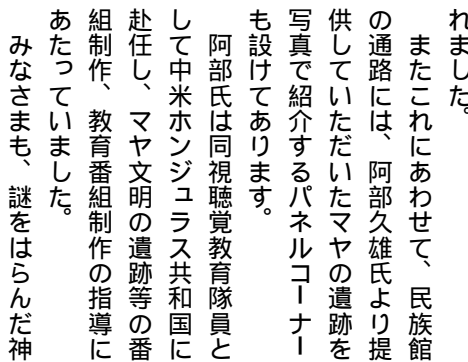 れました。
またこれにあわせて、民族館
の通路には、阿部久雄氏より提
供していただいたマヤの遺跡を
写真で紹介するパネルコーナー
も設けてあります。
阿部氏は同視聴覚教育隊員と
して中米ホンジュラス共和国に
赴任し、マヤ文明の遺跡等の番
組制作、教育番組制作の指導に
あたっていました。
みなさまも、謎をはらんだ神